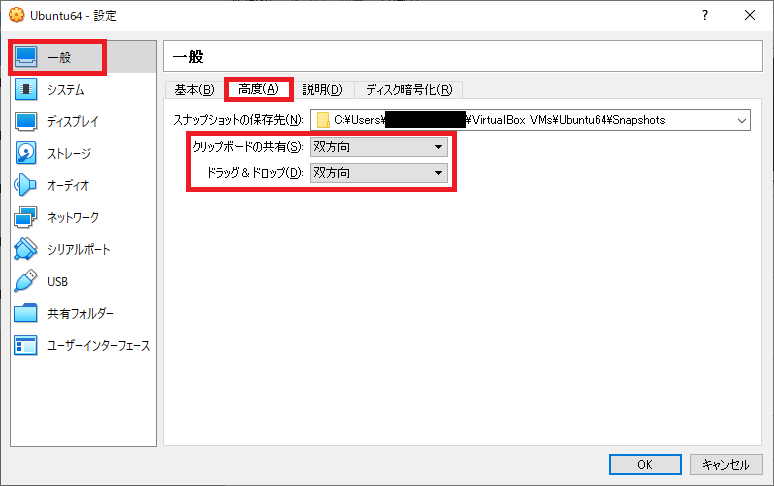 Ubuntu64 - 設定
?
一般
システム
ディスプレイ
ストレージ
オーディオ
ネットワーク
シリアルポート
USB
共有フォルダー
ユーザーインターフェース
一般
基本(B) 高度(A) 説明(D) ディスク暗号化(R)
スナップショットの保存先(N): C:¥Users¥ ¥VirtualBox VMs¥Ubuntu64¥Snapshots
クリップボードの共有(S): 双方向
ドラッグ＆ドロップ(D): 双方向
OK キャンセル